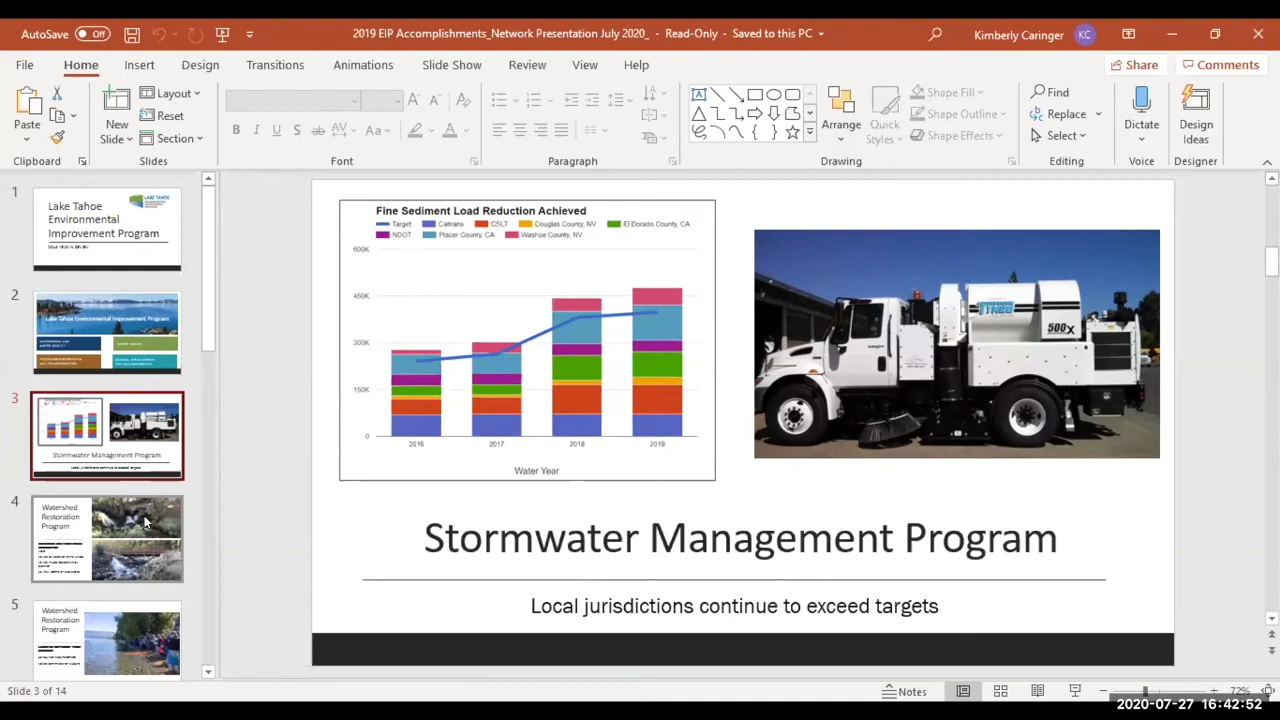 AutoSave Off
2019 EIP Accomplishments_Network Presentation July 2020_ - Read-Only - Saved to this PC
Kimberly Caringer KC
File Home Insert Design Transitions Animations Slide Show Review View Help
Share Comments
Paste
New
Slide
Layout
Reset
Section
Clipboard Slides Font Paragraph Drawing Editing Voice Designer
Arrange
Quick
Styles
Shape Fill
Shape Outline
Shape Effects
Find
Replace
Select
Dictate
Design
Ideas
1
Lake Tahoe
Environmental
Improvement Program
LAKE TAHOE
2
Lake Tahoe Environmental Improvement Program
3
Stormwater Management Program
4
Watershed
Restoration
Program
5
Watershed
Restoration
Program
Fine Sediment Load Reduction Achieved
Target Caltrans CSLT Douglas County, NV El Dorado County, CA
NDOT Placer County, CA Washoe County, NV
600K
450K
300K
150K
0
2016 2017 2018 2019
Water Year
TYMCO
500x
Stormwater Management Program
Local jurisdictions continue to exceed targets
Slide 3 of 14
Notes
72%
2020-07-27 16:42:52